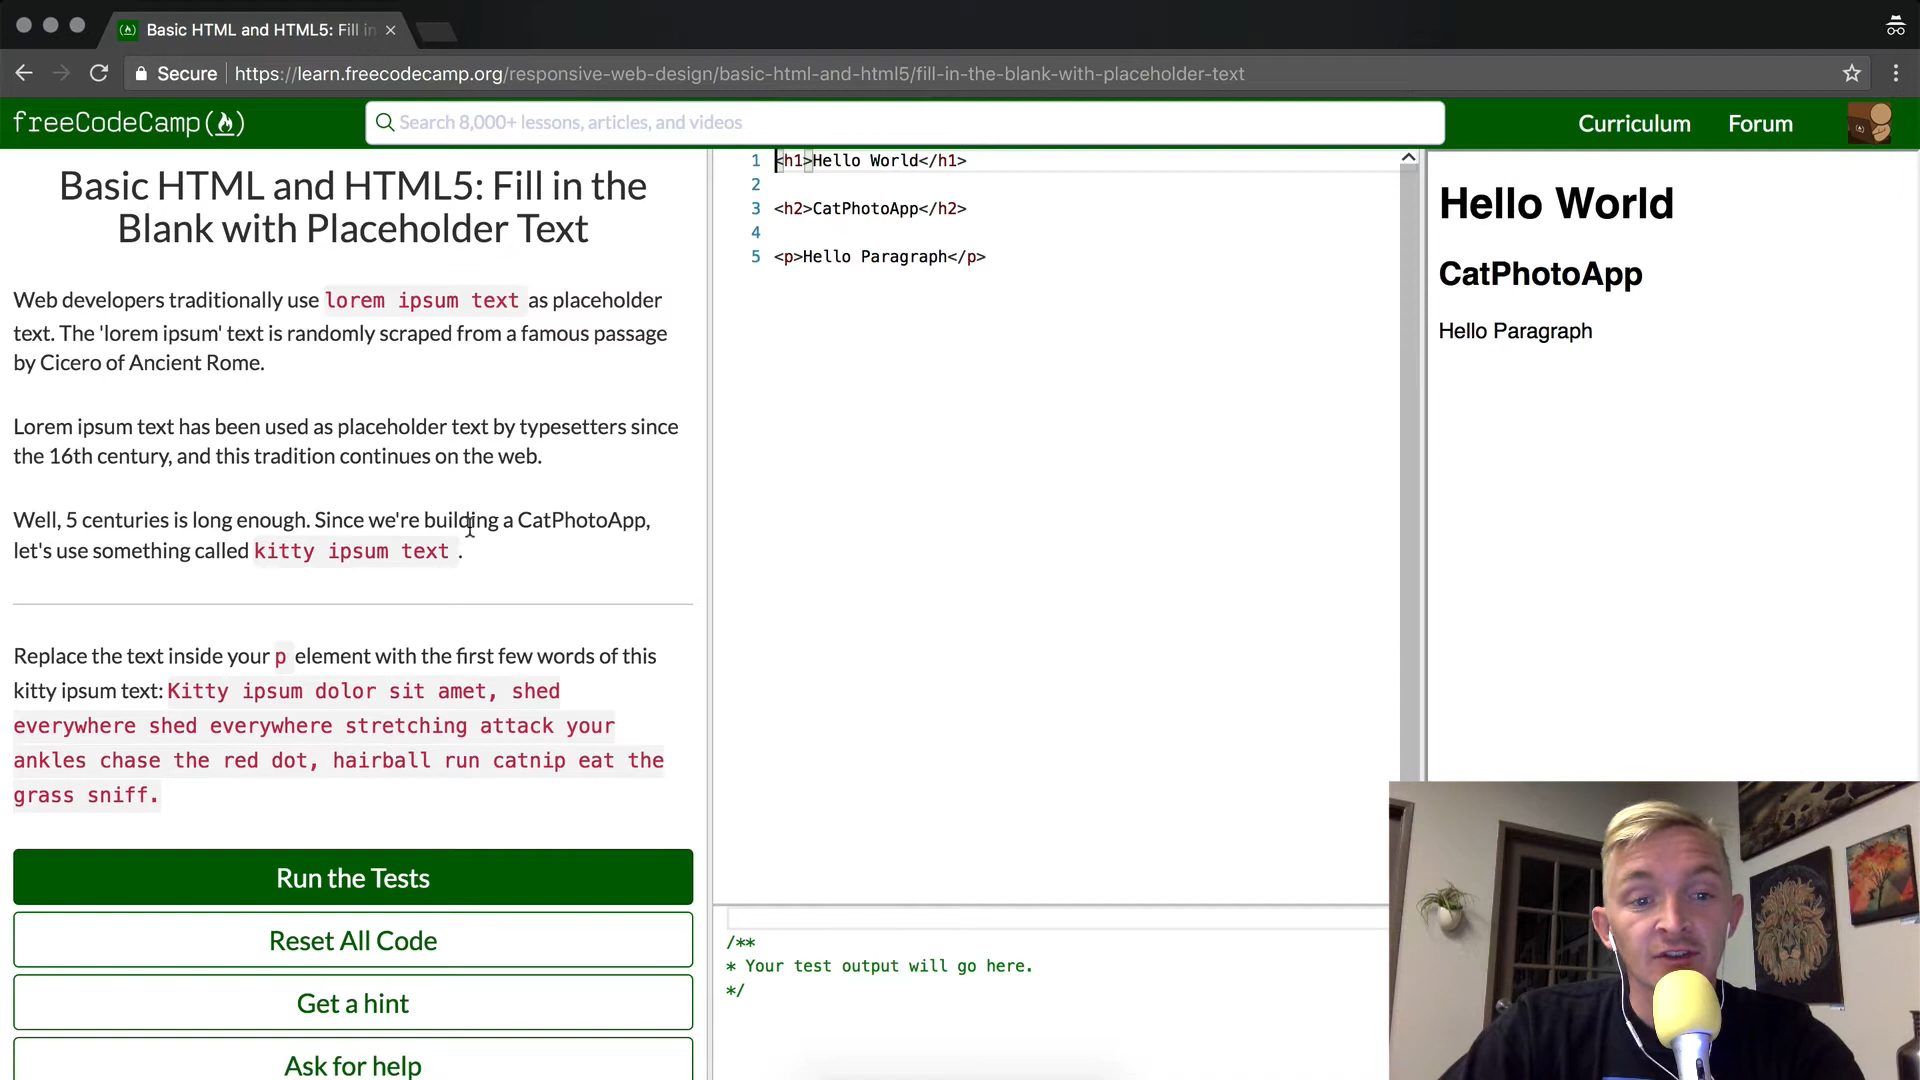 Basic HTML and HTML5: Fill in
Secure
https://learn.freecodecamp.org/responsive-web-design/basic-html-and-html5/fill-in-the-blank-with-placeholder-text
freeCodeCamp
Search 8,000+ lessons, articles, and videos
Curriculum
Forum
Basic HTML and HTML5: Fill in the
Blank with Placeholder Text
Web developers traditionally use lorem ipsum text as placeholder
text. The 'lorem ipsum' text is randomly scraped from a famous passage
by Cicero of Ancient Rome.
Lorem ipsum text has been used as placeholder text by typesetters since
the 16th century, and this tradition continues on the web.
Well, 5 centuries is long enough. Since we're building a CatPhotoApp,
let's use something called kitty ipsum text .
Replace the text inside your p element with the first few words of this
kitty ipsum text: Kitty ipsum dolor sit amet, shed
everywhere shed everywhere stretching attack your
ankles chase the red dot, hairball run catnip eat the
grass sniff.
Run the Tests
Reset All Code
Get a hint
Ask for help
1 <h1>Hello World</h1>
2
3 <h2>CatPhotoApp</h2>
4
5 <p>Hello Paragraph</p>
/**
* Your test output will go here.
*/
Hello World
CatPhotoApp
Hello Paragraph